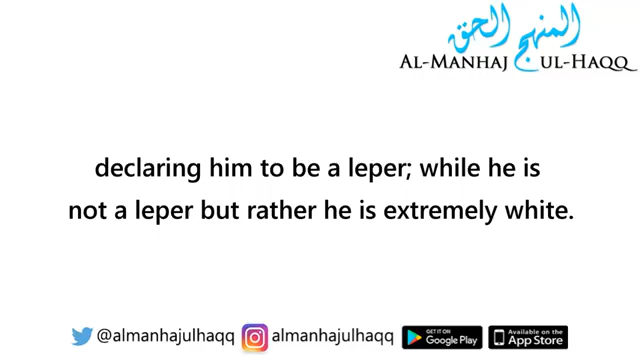 المنهج الحق
AL-MANHAJ UL-HAQQ
declaring him to be a leper; while he is
not a leper but rather he is extremely white.
@almanhajulhaqq almanhajulhaqq GET IT ON Google Play Available on the App Store